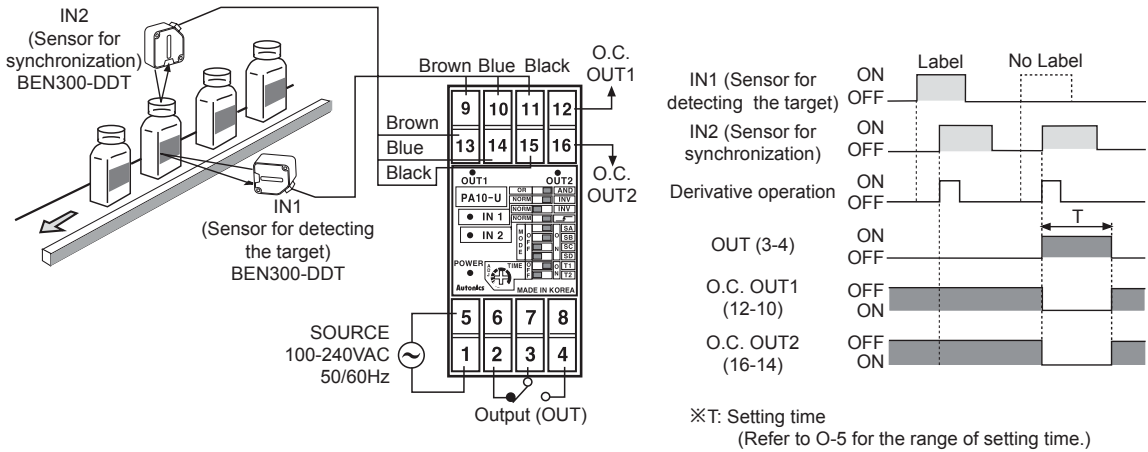 IN2
(Sensor for
synchronization)
BEN300-DDT
IN1
(Sensor for detecting
the target)
BEN300-DDT
Brown Blue Black
O.C.
OUT1
Brown
Blue
Black
9 10 11 12
13 14 15 16
O.C.
OUT2
OUT1 OUT2
PA10-U
OR AND
NORM INV
NORM INV
NORM
IN 1
IN 2
MODE
OFF ON
SA
SB
SC
SD
POWER
TIME
OFF ON
T1
T2
Autonics MADE IN KOREA
5 6 7 8
1 2 3 4
SOURCE
100-240VAC
50/60Hz
Output (OUT)
Label No Label
IN1 (Sensor for
detecting the target)
ON
OFF
IN2 (Sensor for
synchronization)
ON
OFF
Derivative operation
ON
OFF
T
OUT (3-4)
ON
OFF
O.C. OUT1
(12-10)
OFF
ON
O.C. OUT2
(16-14)
OFF
ON
※T: Setting time
(Refer to O-5 for the range of setting time.)